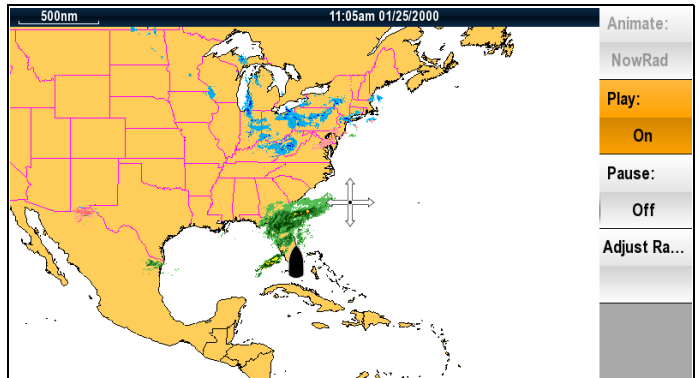 500nm
11:05am 01/25/2000
Animate:
NowRad
Play:
On
Pause:
Off
Adjust Ra...